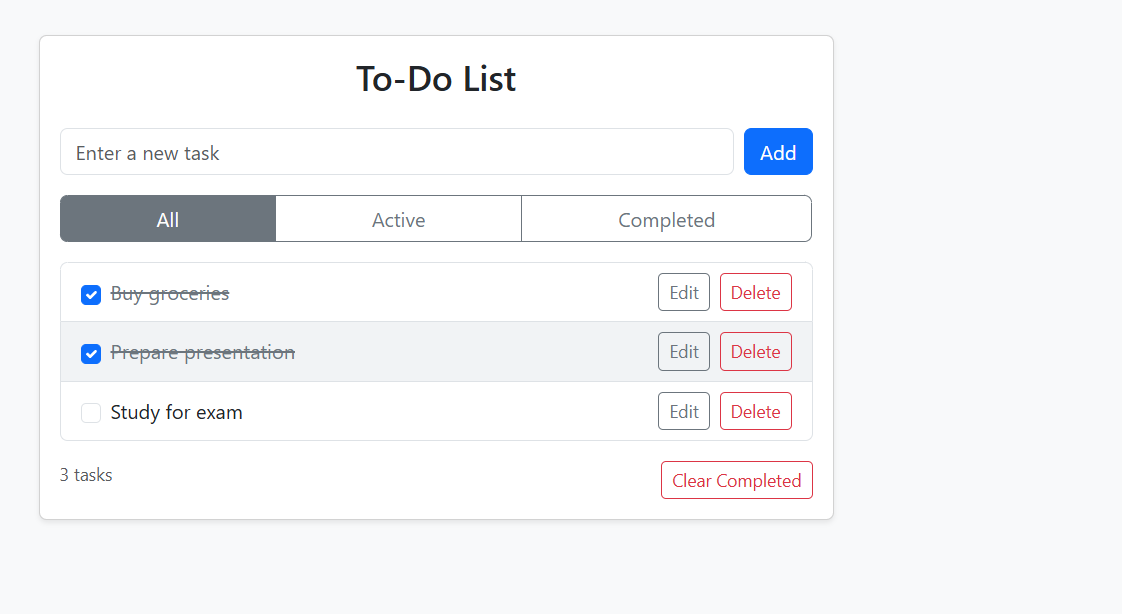 To-Do List
Enter a new task Add
All Active Completed
Buy groceries Edit Delete
Prepare presentation Edit Delete
Study for exam Edit Delete
3 tasks Clear Completed